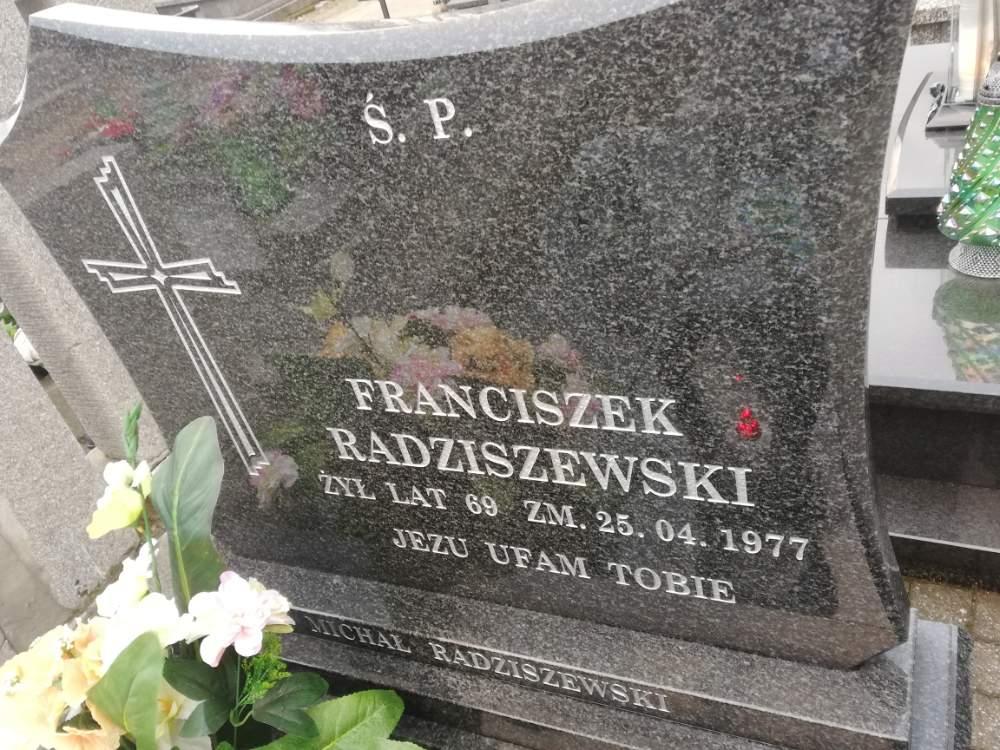 Ś. P.
FRANCISZEK
RADZISZEWSKI
ŻYŁ LAT 69 ZM. 25. 04. 1977
JEZU UFAM TOBIE
MICHAŁ RADZISZEWSKI